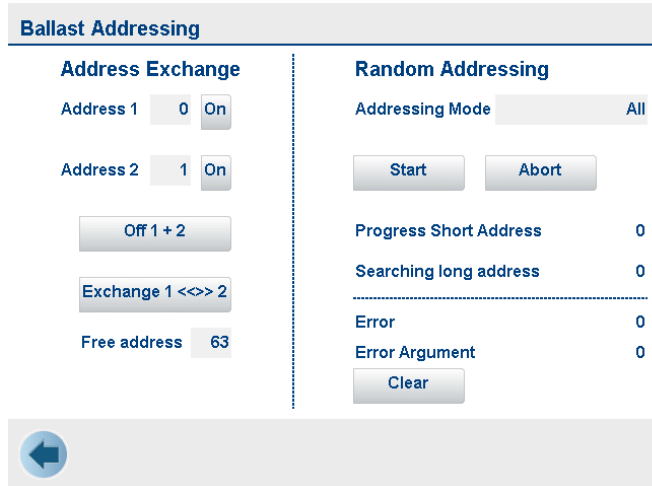 Ballast Addressing
Address Exchange
Address 1 0 On
Address 2 1 On
Off 1 + 2
Exchange 1 <<>> 2
Free address 63
Random Addressing
Addressing Mode All
Start Abort
Progress Short Address 0
Searching long address 0
Error 0
Error Argument 0
Clear